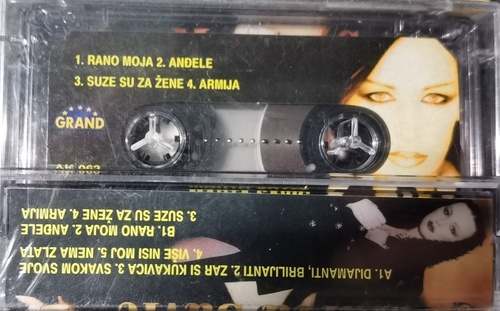 1. RANO MOJA 2. ANĐELE
3. SUZE SU ZA ŽENE 4. ARMIJA
GRAND
A1. DIJAMANTI, BRILIJANTI 2. ZAR SI KUKAVICA 3. SVAKOM SVOJE
4. VIŠE NISI MOJ 5. NEMA ZLATA
B1. RANO MOJA 2. ANĐELE
3. SUZE SU ZA ŽENE 4. ARMIJA